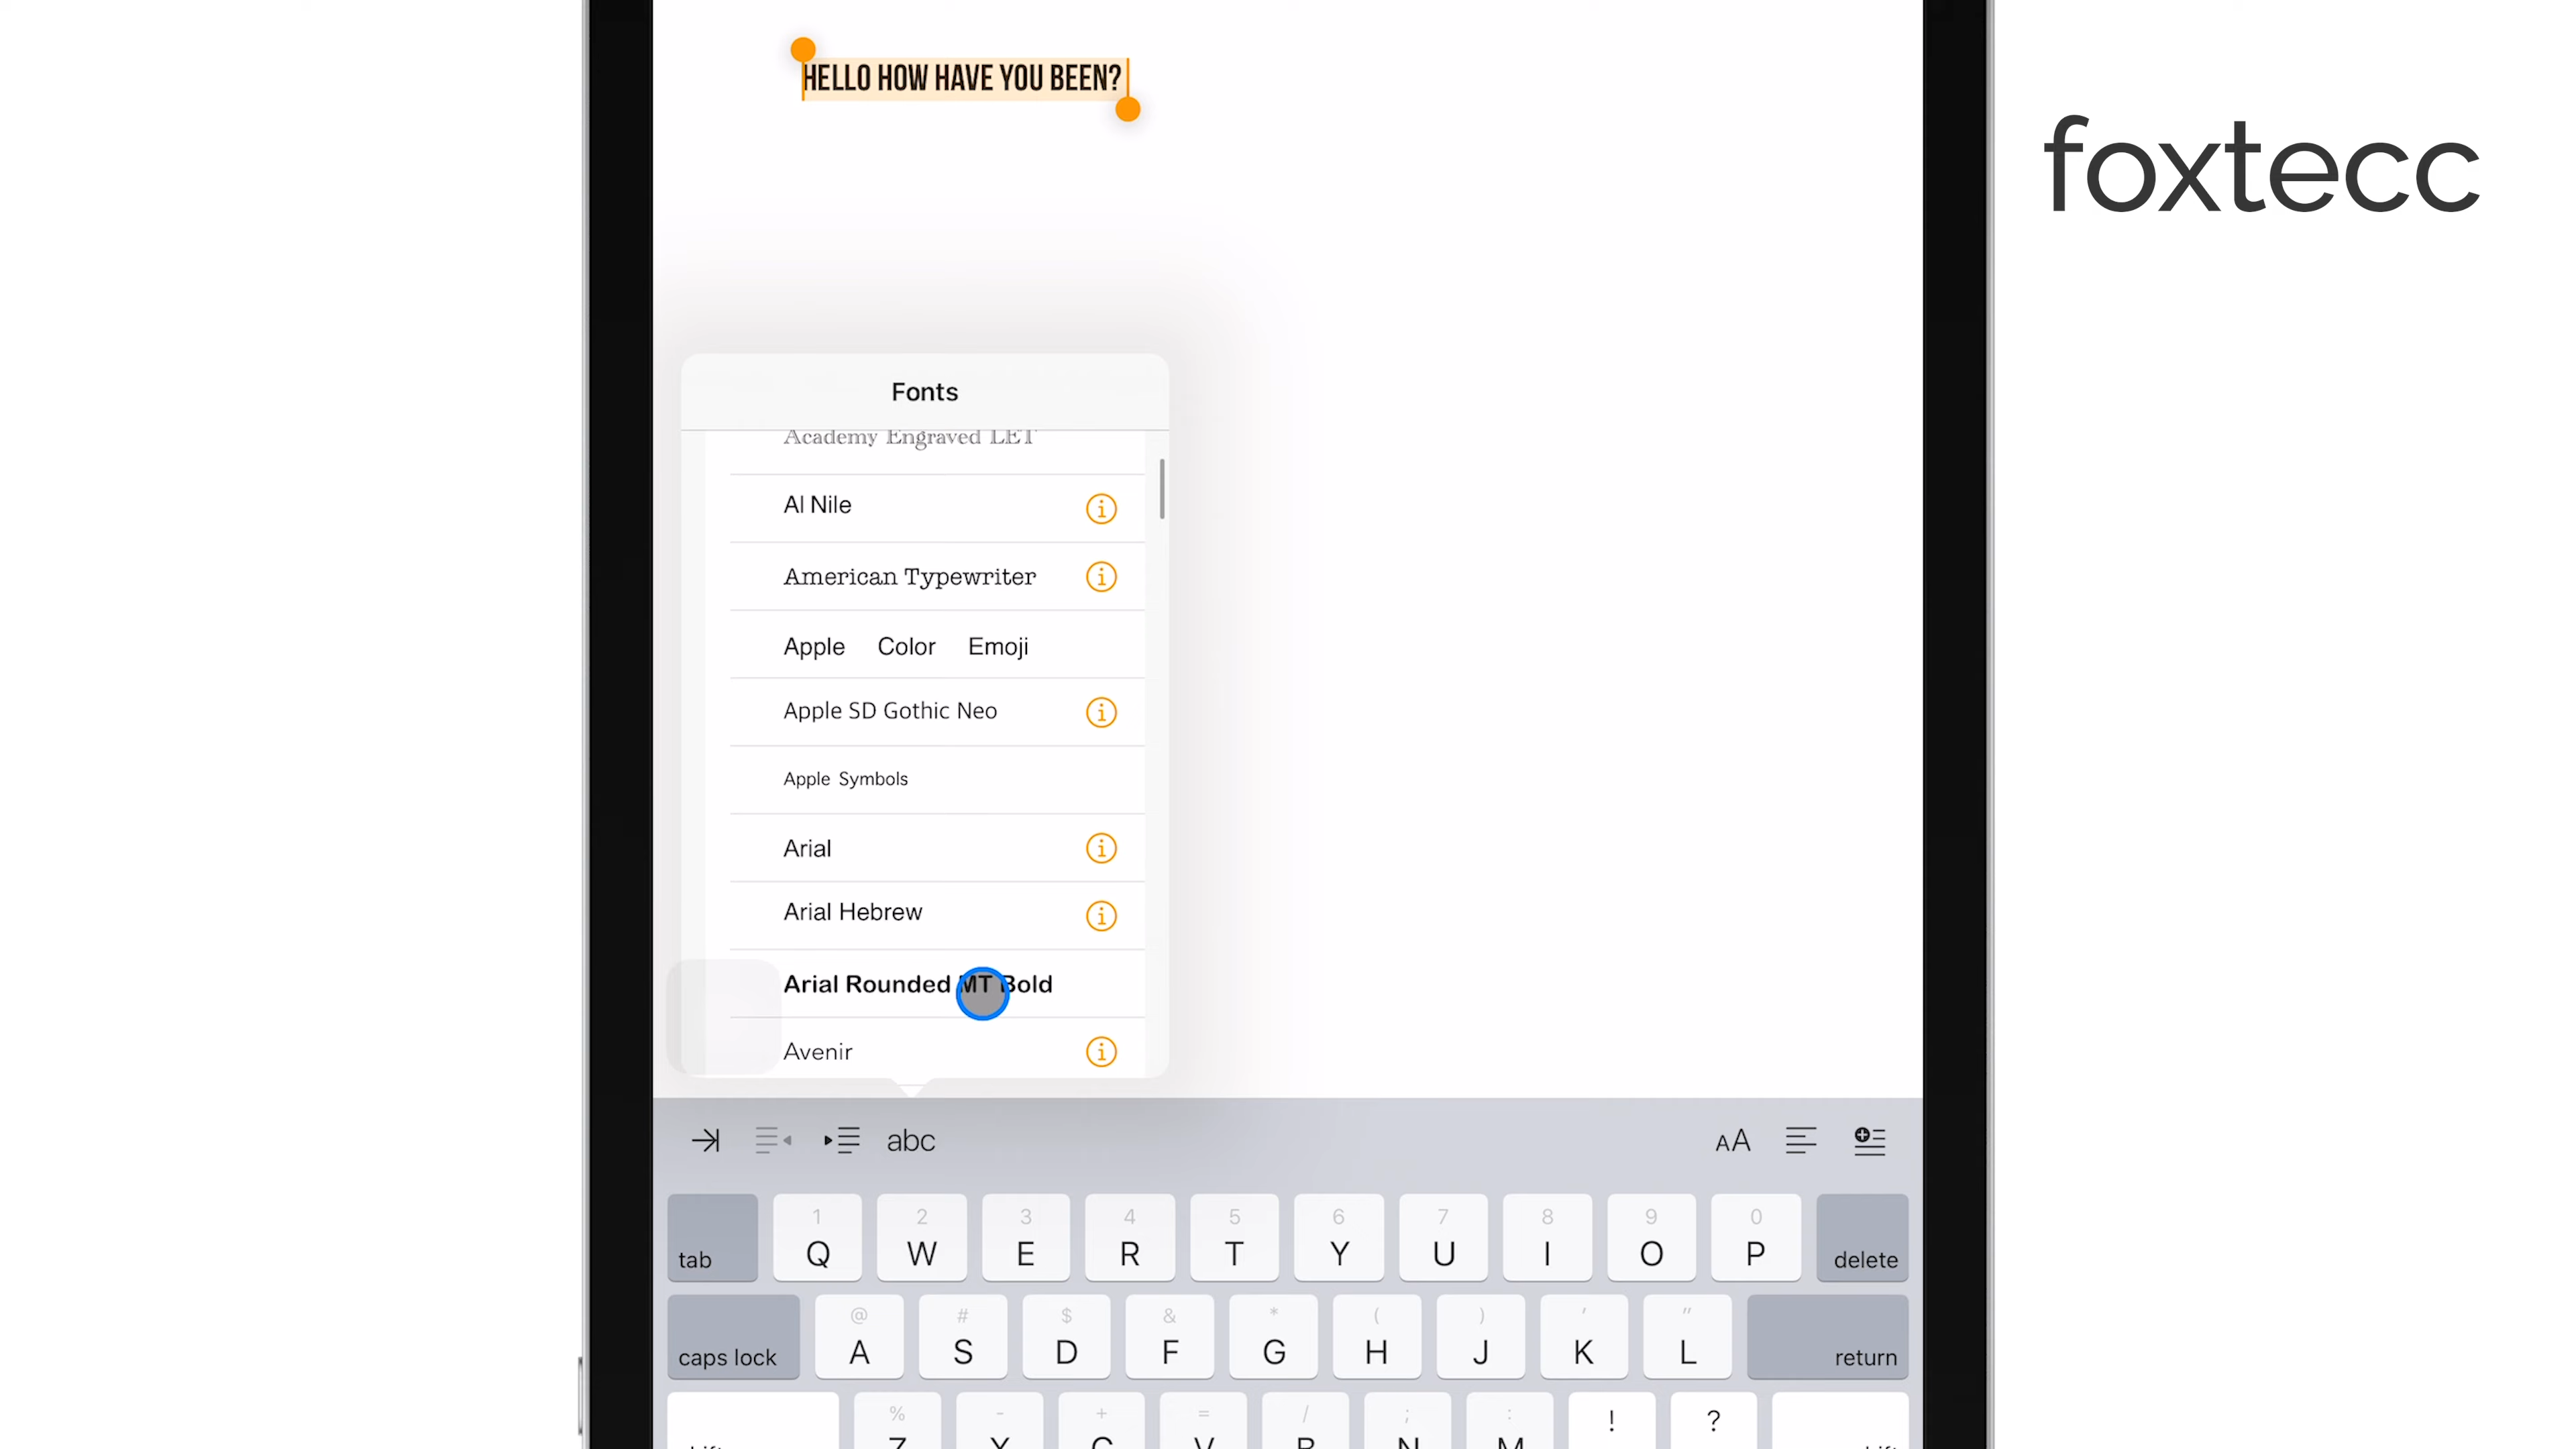 HELLO HOW HAVE YOU BEEN?
foxtecc
Fonts
Academy Engraved LET
Al Nile
American Typewriter
Apple Color Emoji
Apple SD Gothic Neo
Apple Symbols
Arial
Arial Hebrew
Arial Rounded MT Bold
Avenir
abc
AA
1 2 3 4 5 6 7 8 9 0
tab Q W E R T Y U I O P delete
@ # $ & * ( ) ' "
caps lock A S D F G H J K L return
% - + = / ; : ! ?
Z X C V B N M